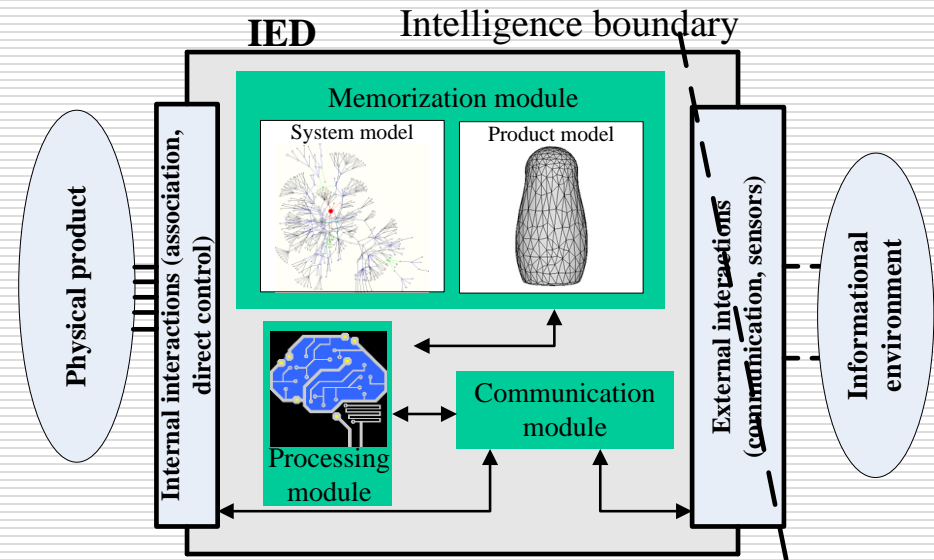 IED
Intelligence boundary
Memorization module
System model
Product model
Physical product
Internal interactions (association,
direct control)
External interactions
(communication, sensors)
Informational
environment
Communication
module
Processing
module